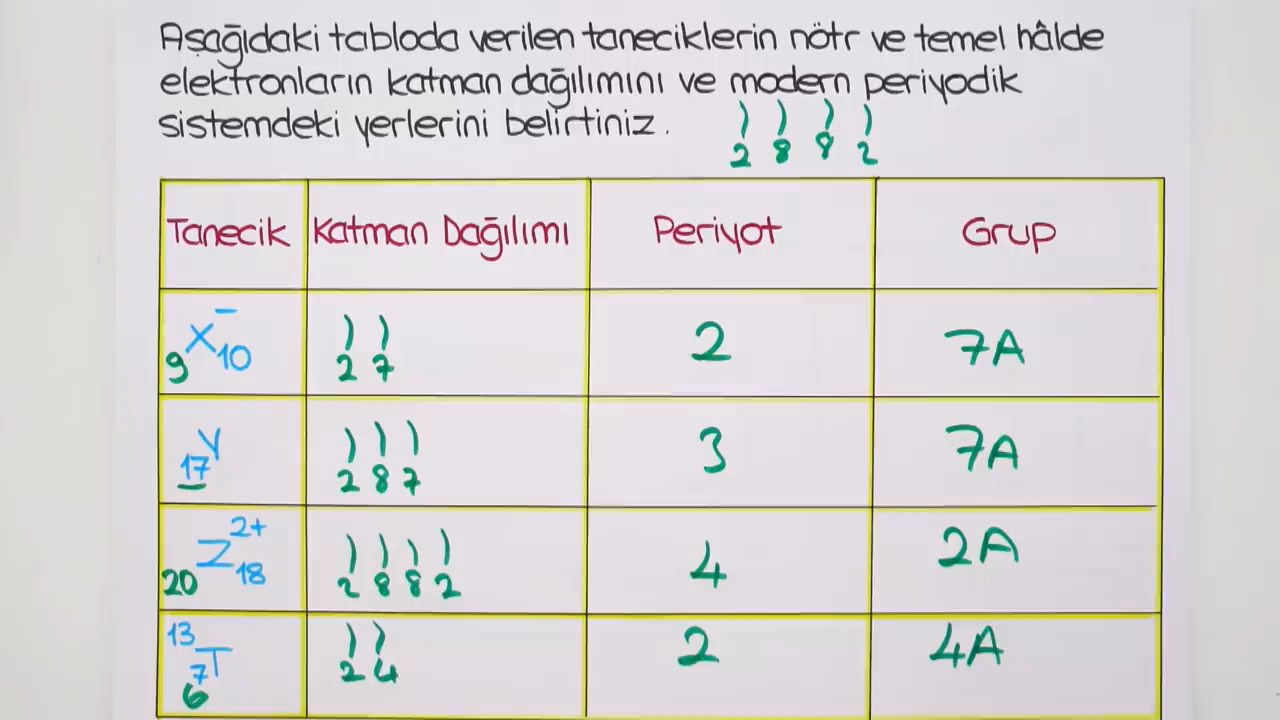 Aşağıdaki tabloda verilen taneciklerin nötr ve temel hâlde
elektronların katman dağılımını ve modern periyodik
sistemdeki yerlerini belirtiniz.
) ) ) )
2 8 8 2
Tanecik Katman Dağılımı Periyot Grup
9X⁻10 ) ) 2 7 2 7A
17Y ) ) ) 2 8 7 3 7A
20Z²⁺18 ) ) ) ) 2 8 8 2 4 2A
13 7T 6 ) ) 2 4 2 4A